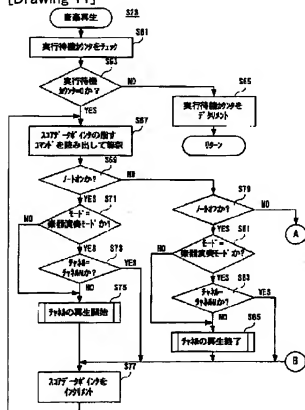 [Drawing 11]
音楽再生
S28
S61
実行待機カウンタをチェック
S63
実行待機
カウンタ=0か?
NO
YES
S65
実行待機カウンタを
デクリメント
リターン
S67
スコアデータポインタの指す
コマンドを読み出して解釈
S69
ノートオンか?
NO
YES
S71
モード=
楽器演奏モードか?
NO
YES
S73
チャネル=
チャネルNか?
YES
NO
S75
チャネルの再生開始
S79
ノートオフか?
NO
A
YES
S81
モード=
楽器演奏モードか?
NO
YES
S83
チャネル=
チャネルNか?
YES
NO
S85
チャネルの再生終了
B
S77
スコアデータポインタを
インクリメント